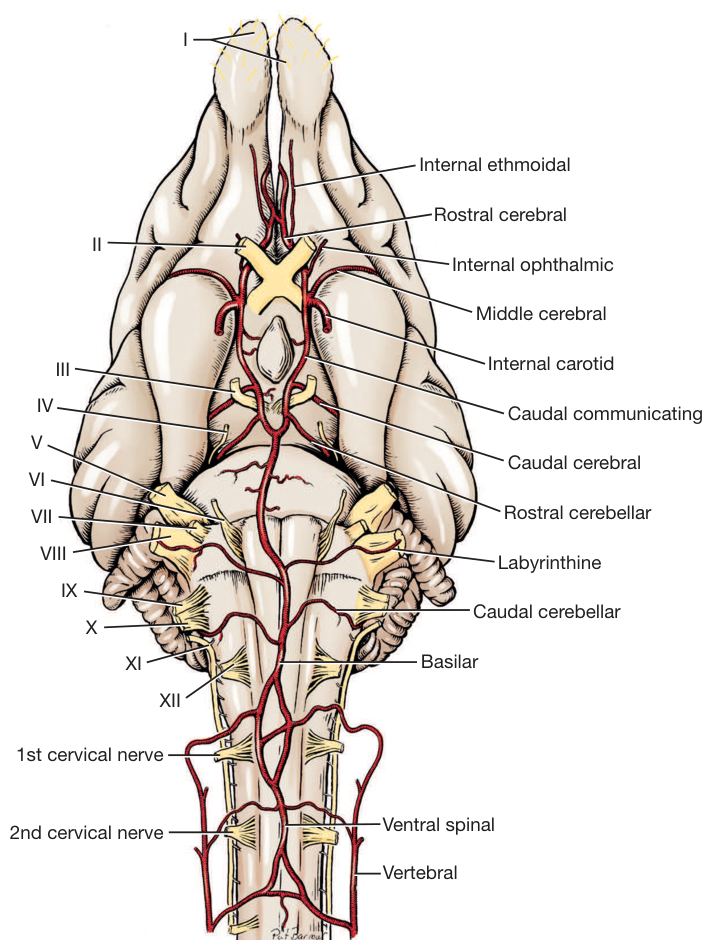 I
Internal ethmoidal
Rostral cerebral
II
Internal ophthalmic
Middle cerebral
Internal carotid
III
IV
Caudal communicating
V
Caudal cerebral
VI
VII
Rostral cerebellar
VIII
Labyrinthine
IX
Caudal cerebellar
X
XI
Basilar
XII
1st cervical nerve
Ventral spinal
2nd cervical nerve
Vertebral